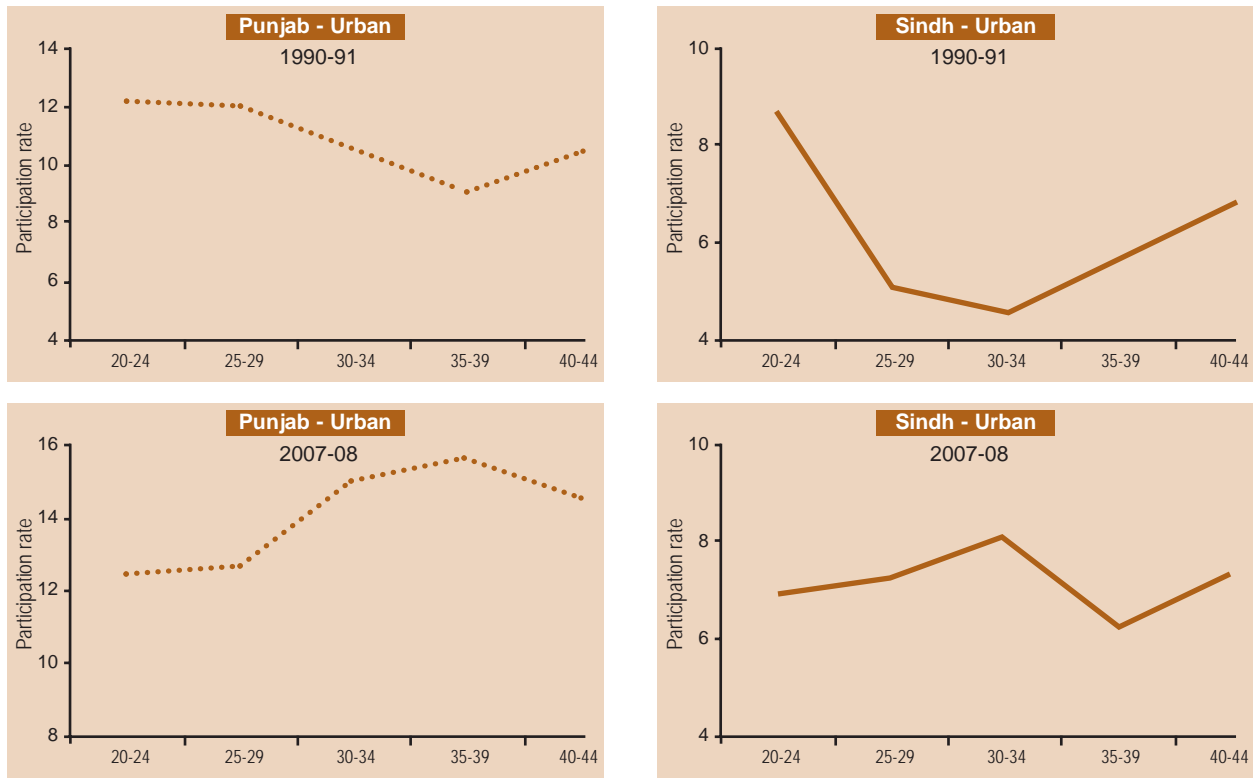 Punjab - Urban
1990-91
Participation rate
14
12
10
8
6
4
20-24 25-29 30-34 35-39 40-44
Sindh - Urban
1990-91
Participation rate
10
8
6
4
20-24 25-29 30-34 35-39 40-44
Punjab - Urban
2007-08
Participation rate
16
14
12
10
8
20-24 25-29 30-34 35-39 40-44
Sindh - Urban
2007-08
Participation rate
10
8
6
4
20-24 25-29 30-34 35-39 40-44